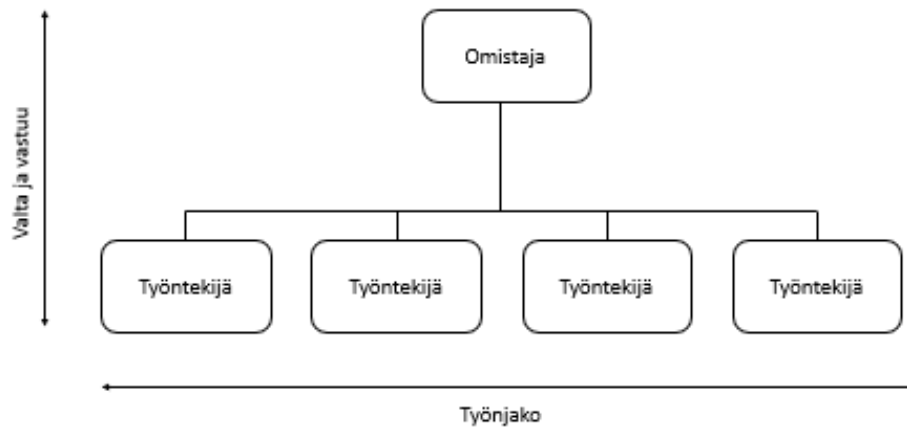 Omistaja
Valta ja vastuu
Työntekijä
Työntekijä
Työntekijä
Työntekijä
Työnjako